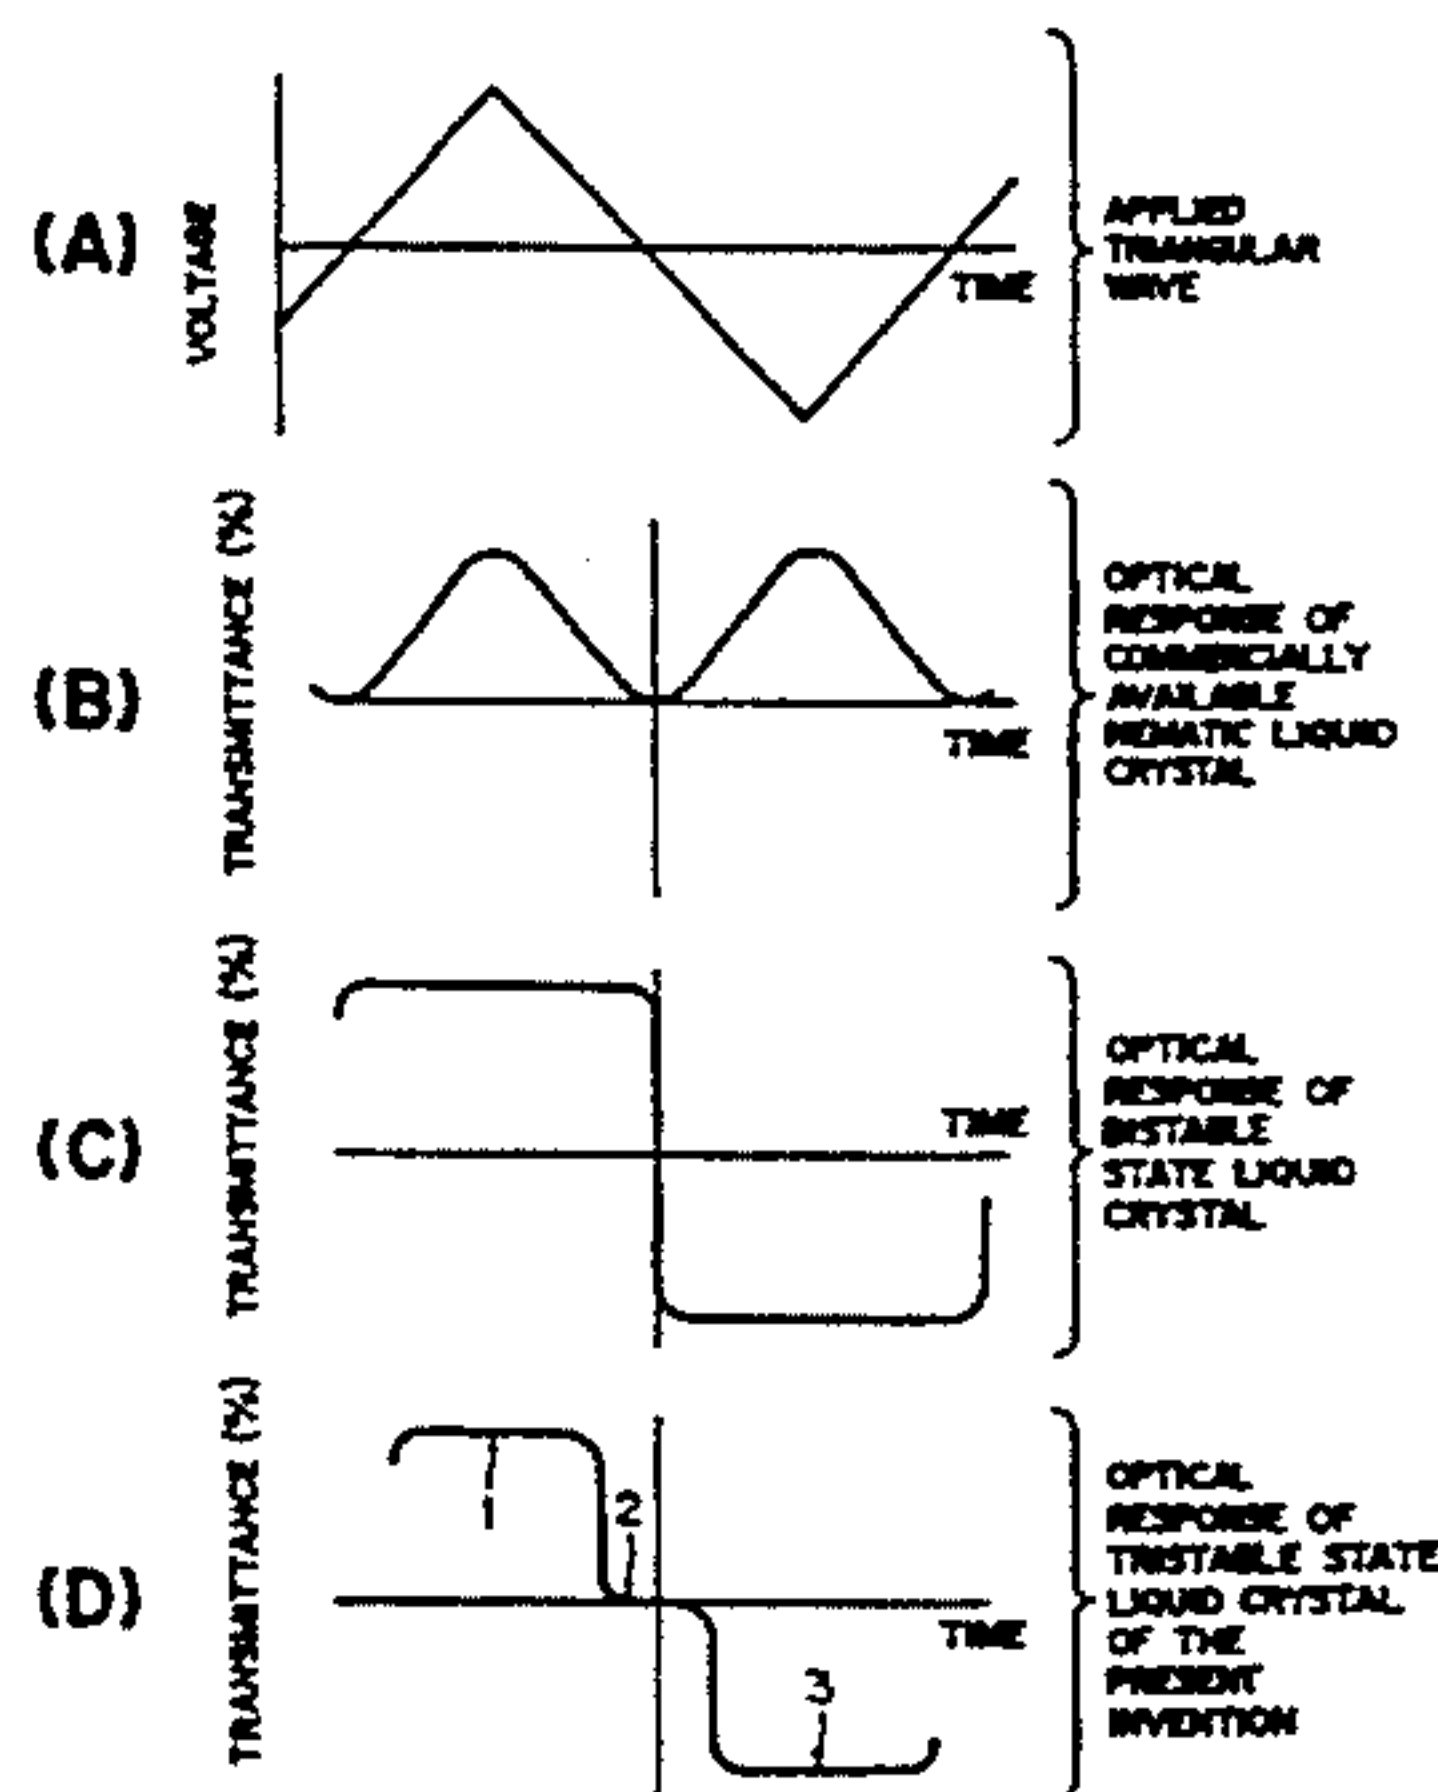 (A)
VOLTAGE
TIME
APPLIED
TRIANGULAR
WAVE
(B)
TRANSMITTANCE (%)
TIME
OPTICAL
RESPONSE OF
COMMERCIALLY
AVAILABLE
NEMATIC LIQUID
CRYSTAL
(C)
TRANSMITTANCE (%)
TIME
OPTICAL
RESPONSE OF
BISTABLE
STATE LIQUID
CRYSTAL
(D)
TRANSMITTANCE (%)
1
2
3
TIME
OPTICAL
RESPONSE OF
TRISTABLE STATE
LIQUID CRYSTAL
OF THE
PRESENT
INVENTION